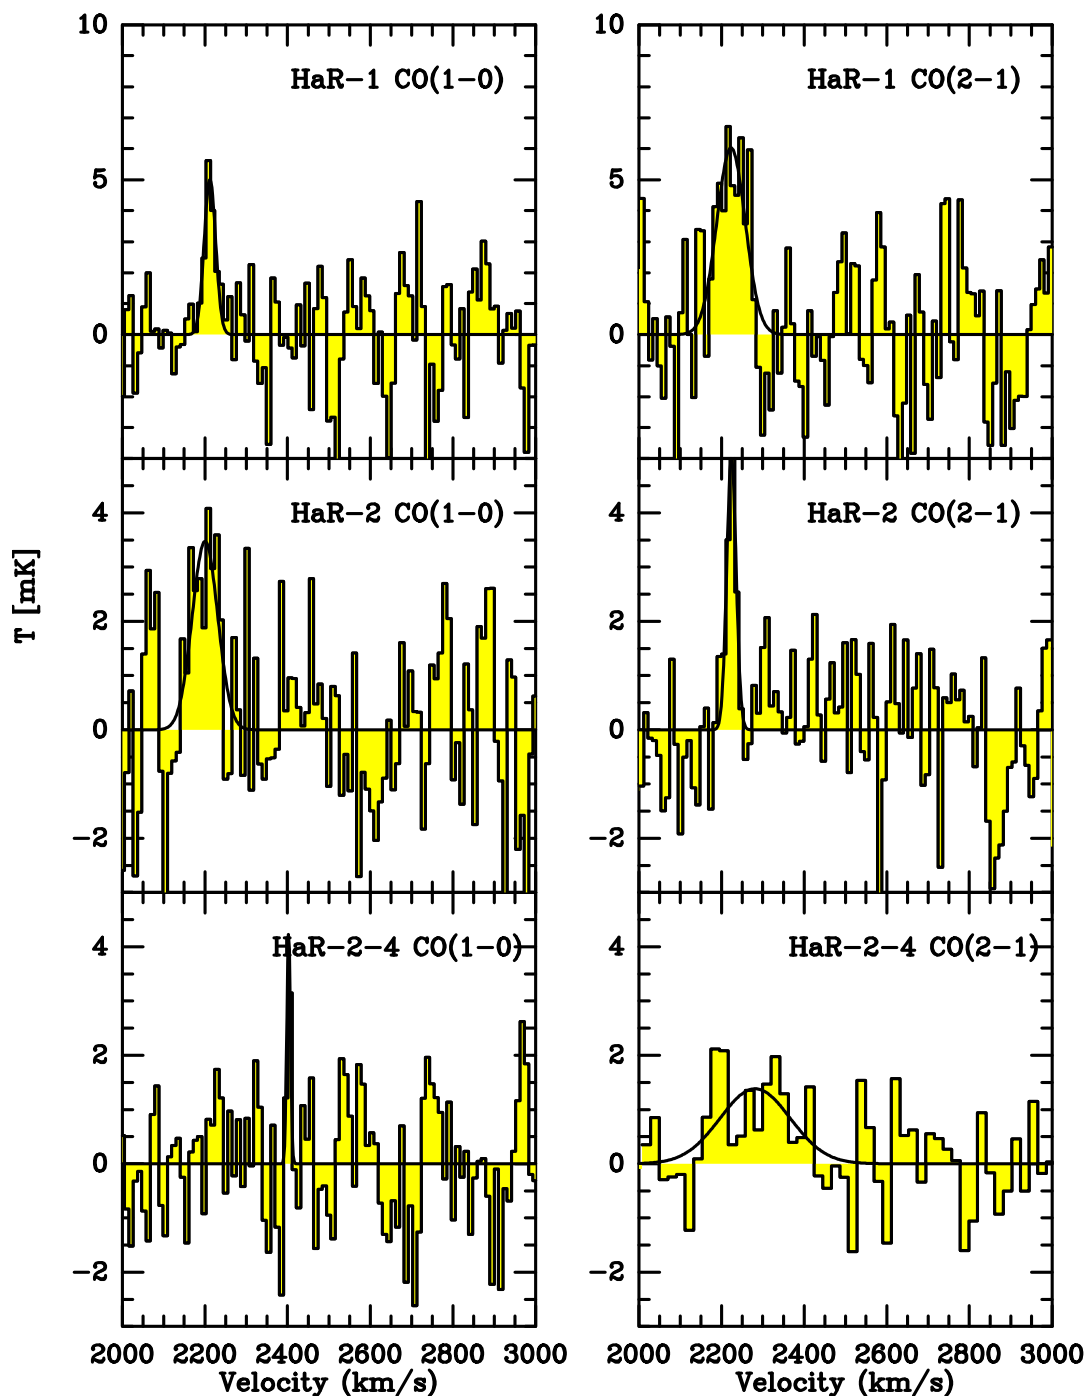 10
5
0
HaR-1 CO(1-0)
10
5
0
HaR-1 CO(2-1)
T [mK]
4
2
0
-2
HaR-2 CO(1-0)
4
2
0
-2
HaR-2 CO(2-1)
4
2
0
-2
HaR-2-4 CO(1-0)
4
2
0
-2
HaR-2-4 CO(2-1)
2000 2200 2400 2600 2800 3000
Velocity (km/s)
2000 2200 2400 2600 2800 3000
Velocity (km/s)